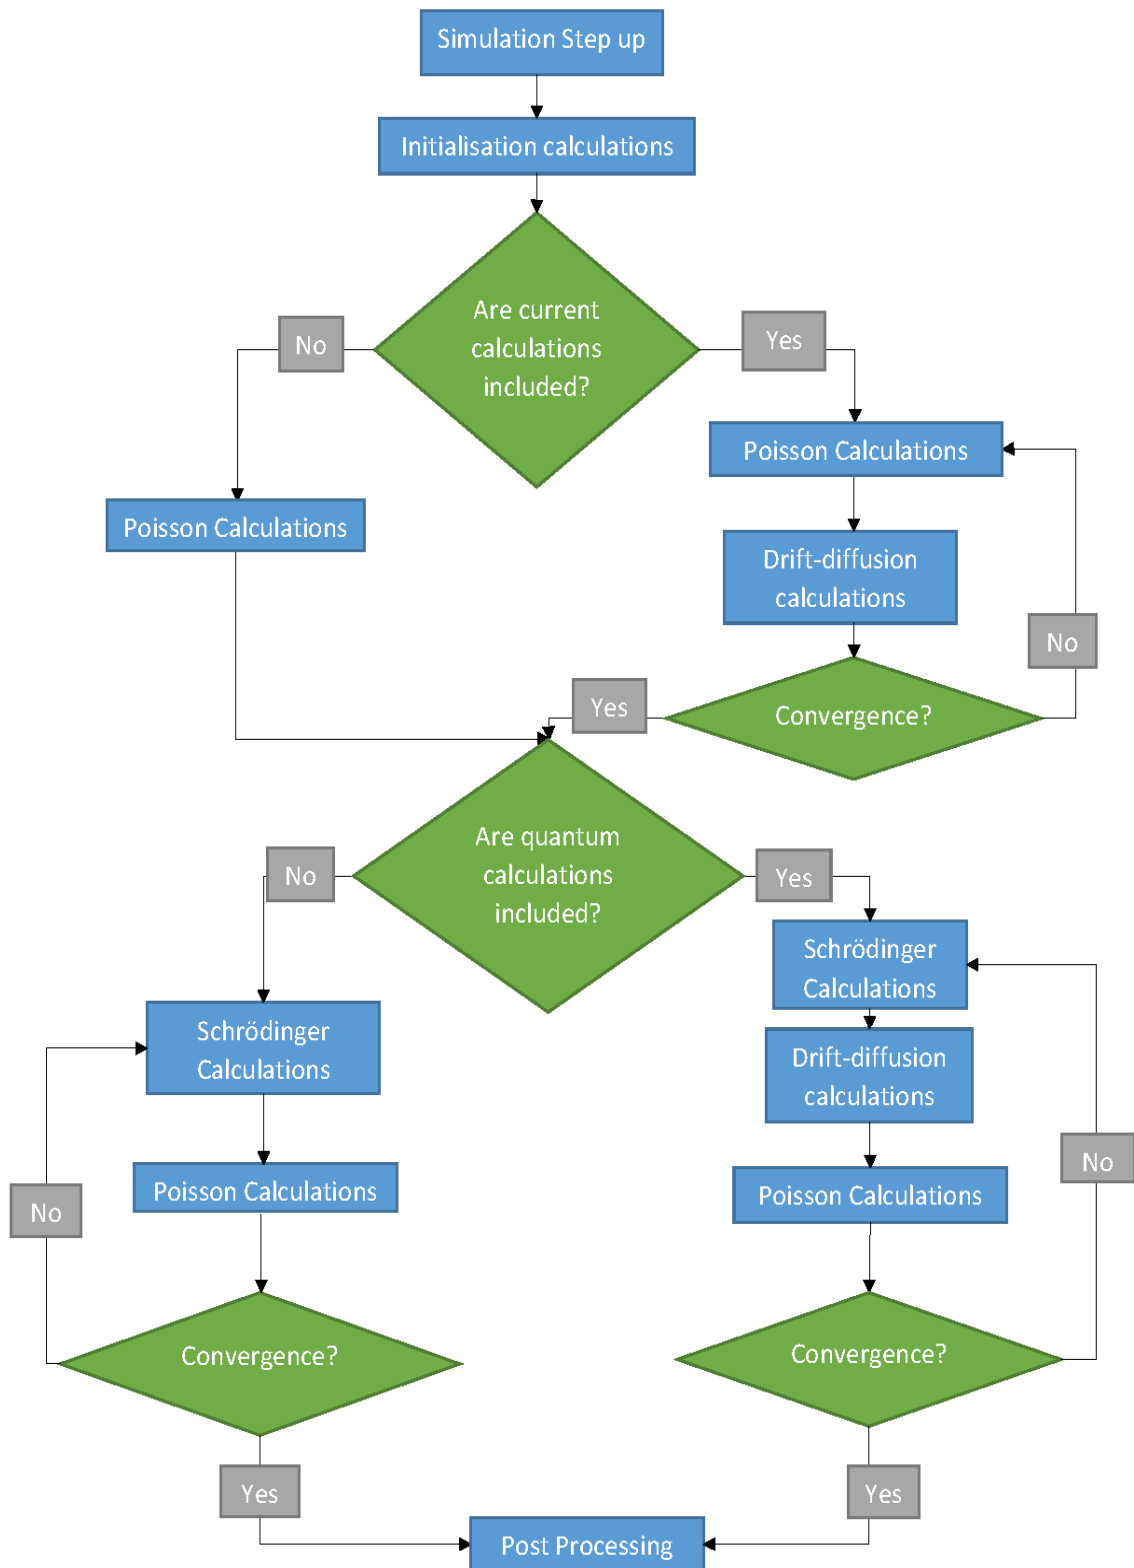 Simulation Step up
Initialisation calculations
Are current
calculations
included?
No
Yes
Poisson Calculations
Poisson Calculations
Drift-diffusion
calculations
No
Yes
Convergence?
Are quantum
calculations
included?
No
Yes
Schrödinger
Calculations
Schrödinger
Calculations
Drift-diffusion
calculations
No
Poisson Calculations
Poisson Calculations
No
Convergence?
Convergence?
Yes
Yes
Post Processing